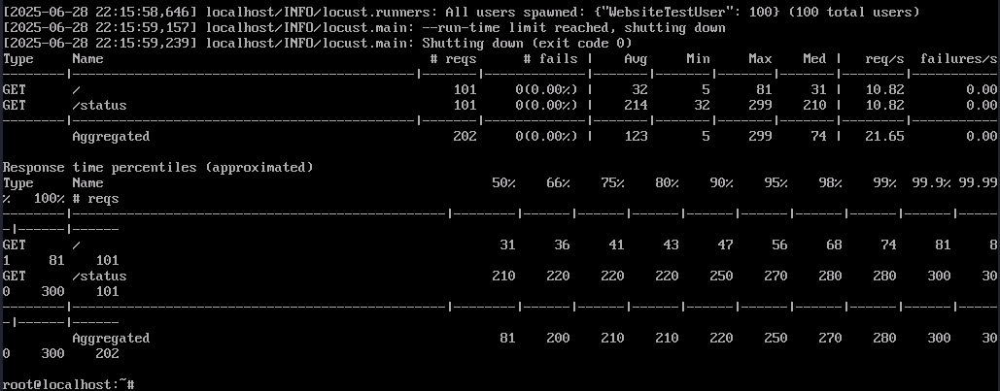 [2025-06-28 22:15:58,646] localhost/INFO/locust.runners: All users spawned: {"WebsiteTestUser": 100} (100 total users)
[2025-06-28 22:15:59,157] localhost/INFO/locust.main: --run-time limit reached, shutting down
[2025-06-28 22:15:59,239] localhost/INFO/locust.main: Shutting down (exit code 0)
Type     Name     # reqs     # fails |     Avg     Min     Max     Med |     req/s  failures/s
--------|--------------------------------------------|-------|-------------|-------|-------|-------|-------|--------|-----------
GET     /     101     0(0.00%) |     32     5     81     31 |     10.82     0.00
GET     /status     101     0(0.00%) |     214     32     299     210 |     10.82     0.00
--------|--------------------------------------------|-------|-------------|-------|-------|-------|-------|--------|-----------
Aggregated     202     0(0.00%) |     123     5     299     74 |     21.65     0.00
Response time percentiles (approximated)
Type     Name     50%     66%     75%     80%     90%     95%     98%     99%  99.9% 99.99
%   100% # reqs
--------|------------------------------------------------|--------|------|------|------|------|------|------|------|------|-----
-|------|------
GET     /     31     36     41     43     47     56     68     74     81     8
1     81     101
GET     /status     210     220     220     220     250     270     280     280     300     30
0     300     101
--------|------------------------------------------------|--------|------|------|------|------|------|------|------|------|-----
-|------|------
Aggregated     81     200     210     210     220     250     270     280     300     30
0     300     202
root@localhost:~#